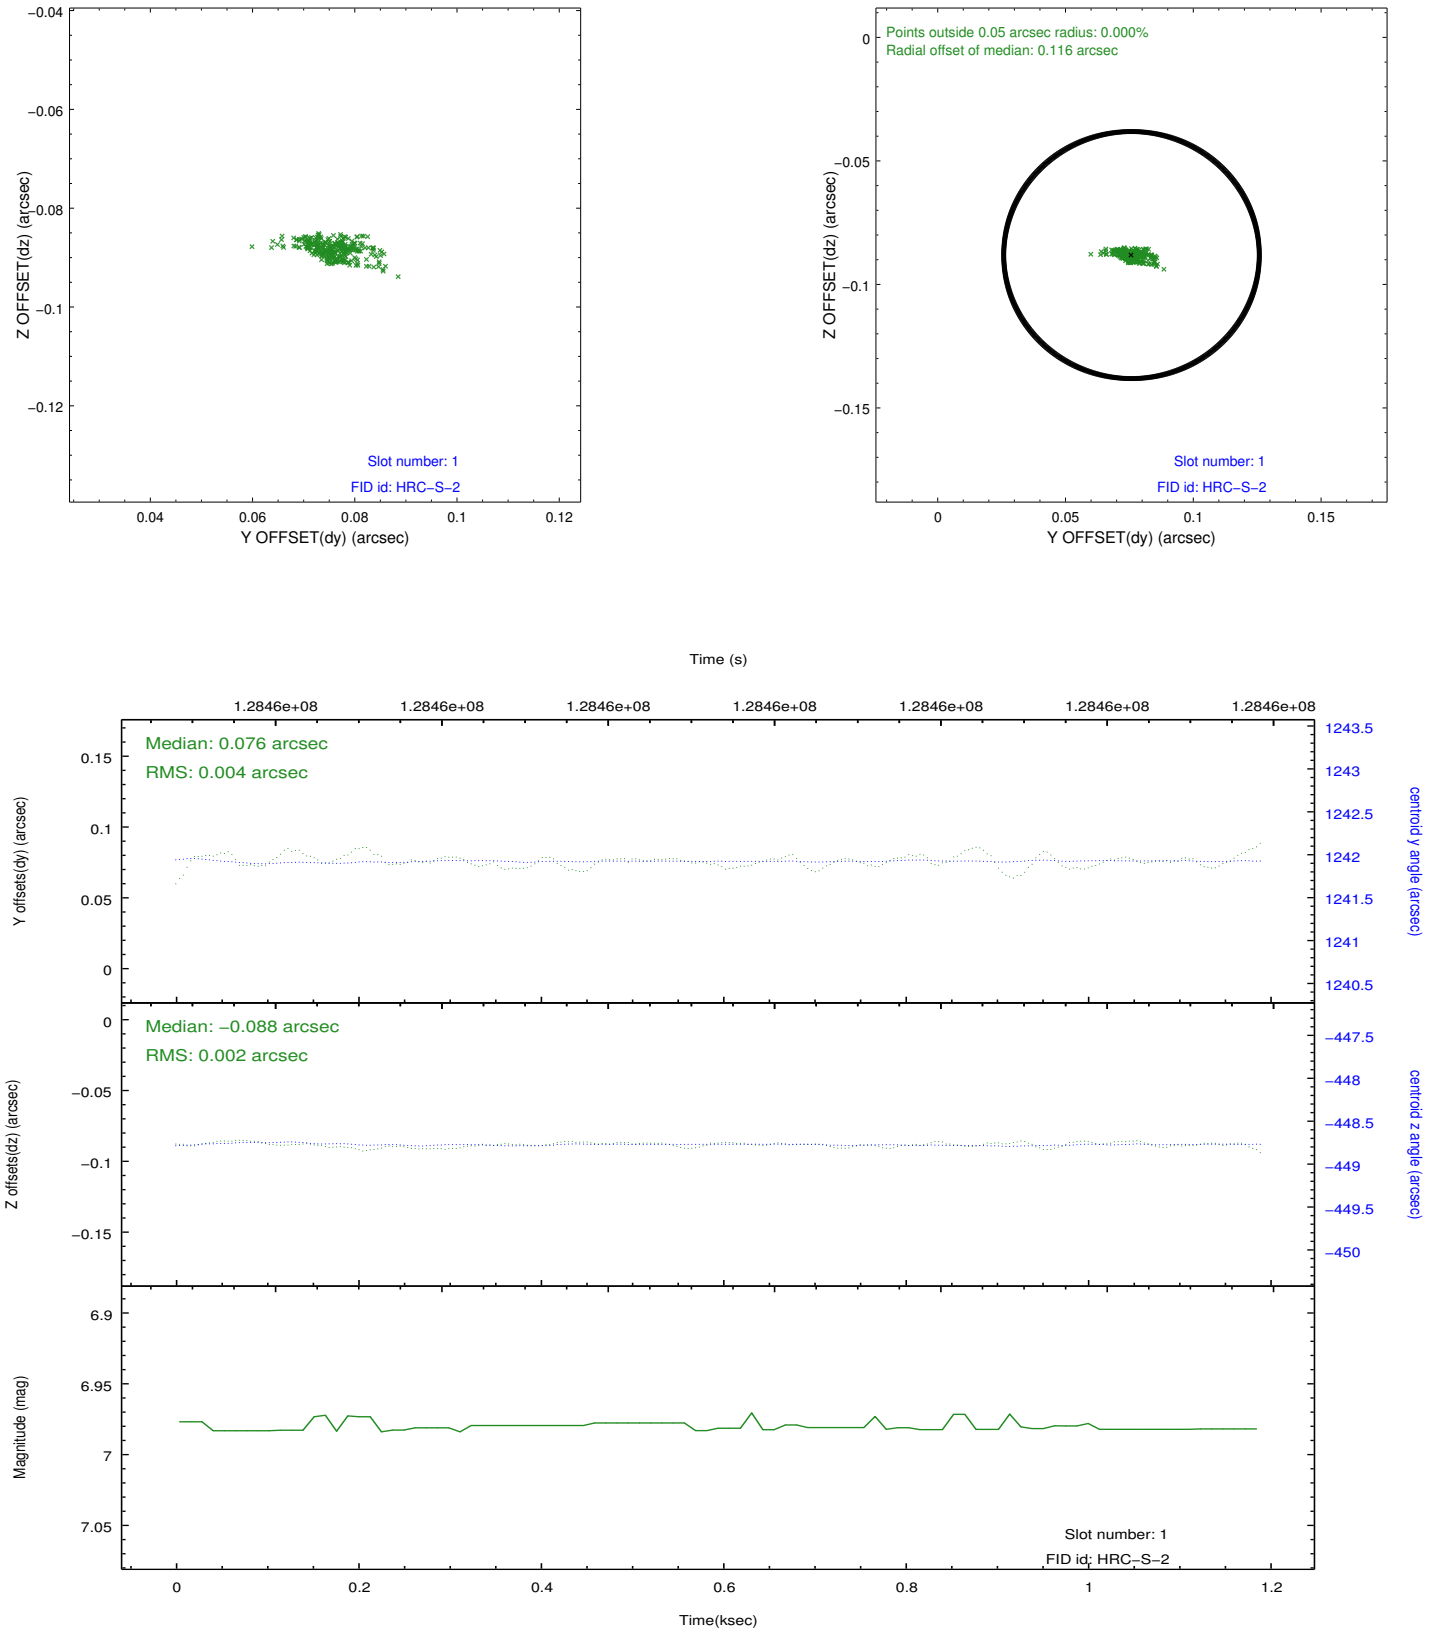 −0.04
−0.06
−0.08
−0.1
−0.12
Z OFFSET(dz) (arcsec)
Slot number: 1
FID id: HRC−S−2
0.04 0.06 0.08 0.1 0.12
Y OFFSET(dy) (arcsec)
Points outside 0.05 arcsec radius: 0.000%
Radial offset of median: 0.116 arcsec
0
−0.05
−0.1
−0.15
Z OFFSET(dz) (arcsec)
Slot number: 1
FID id: HRC−S−2
0 0.05 0.1 0.15
Y OFFSET(dy) (arcsec)
Time (s)
1.2846e+08 1.2846e+08 1.2846e+08 1.2846e+08 1.2846e+08 1.2846e+08 1.2846e+08
Median: 0.076 arcsec
RMS: 0.004 arcsec
0.15
0.1
0.05
0
Y offsets(dy) (arcsec)
1243.5
1243
1242.5
1242
1241.5
1241
1240.5
centroid y angle (arcsec)
Median: −0.088 arcsec
RMS: 0.002 arcsec
0
−0.05
−0.1
−0.15
Z offsets(dz) (arcsec)
−447.5
−448
−448.5
−449
−449.5
−450
centroid z angle (arcsec)
6.9
6.95
7
7.05
Magnitude (mag)
Slot number: 1
FID id: HRC−S−2
0 0.2 0.4 0.6 0.8 1 1.2
Time(ksec)